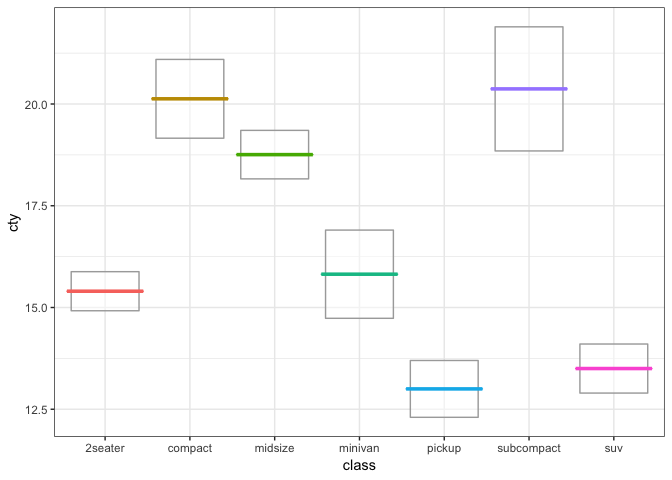 20.0
17.5
15.0
12.5
cty
2seater compact midsize minivan pickup subcompact suv
class